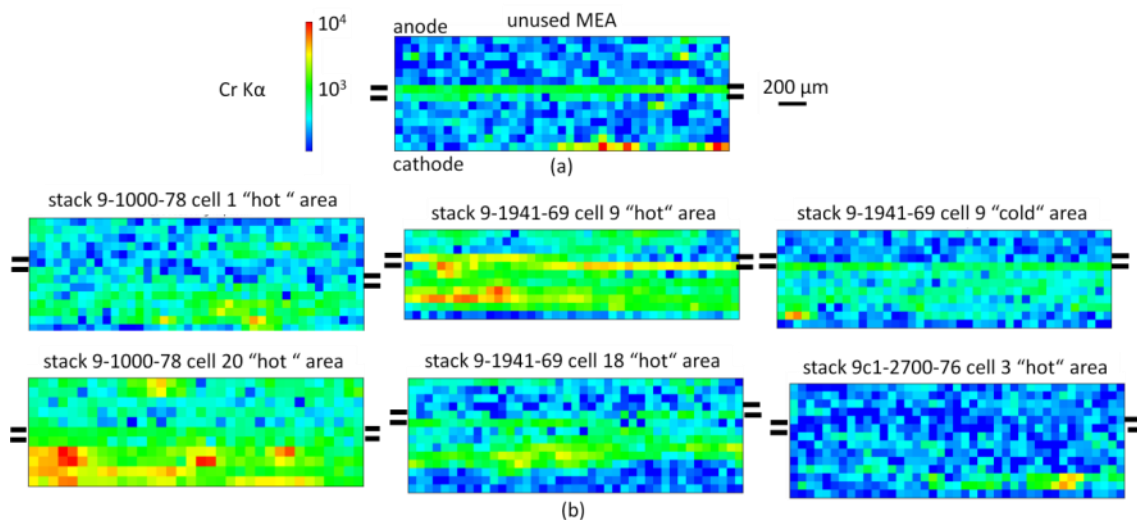 unused MEA
anode
10⁴
10³
Cr Kα
200 µm
cathode
(a)
stack 9-1000-78 cell 1 “hot “ area
stack 9-1941-69 cell 9 “hot“ area
stack 9-1941-69 cell 9 “cold“ area
stack 9-1000-78 cell 20 “hot“ area
stack 9-1941-69 cell 18 “hot“ area
stack 9c1-2700-76 cell 3 “hot“ area
(b)